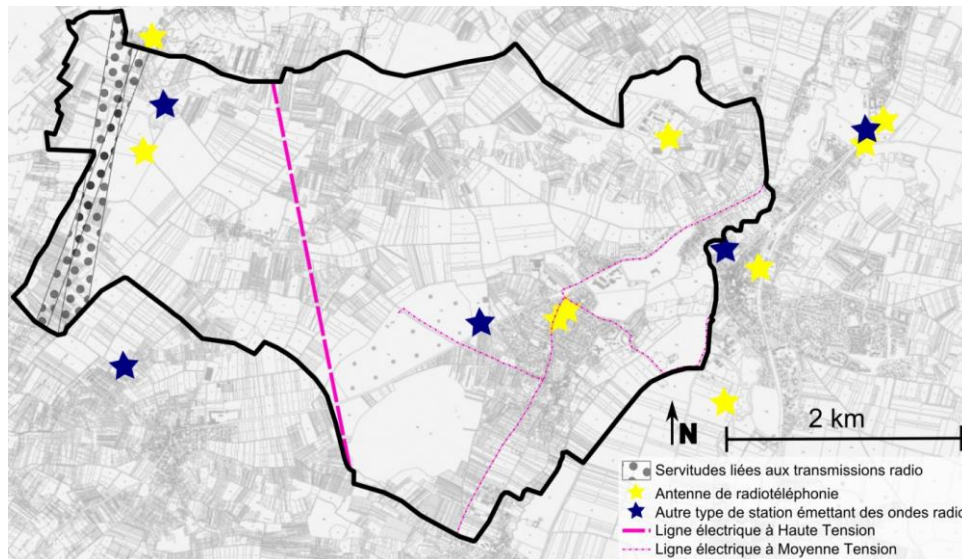 2 km
N
Servitudes liées aux transmissions radio
Antenne de radiotéléphonie
Autre type de station émettant des ondes radio
Ligne électrique à Haute Tension
Ligne électrique à Moyenne Tension